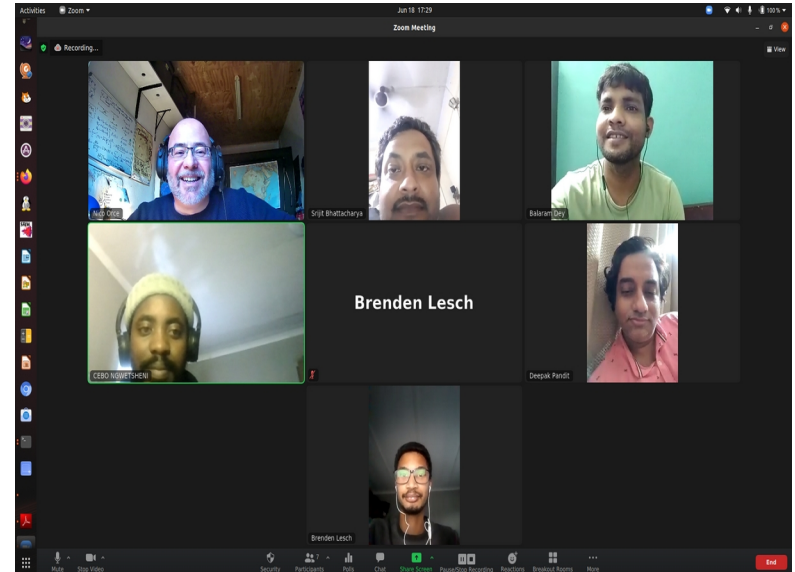 Activities Zoom Jun 18 17:29 100 %
Zoom Meeting
Recording... View
Nico Orce
Srijit Bhattacharya
Balaram Dey
CEBO NGWETSHENI
Brenden Lesch
Deepak Pandit
Brenden Lesch
Mute Stop Video Security Participants 7 Polls Chat Share Screen Pause/Stop Recording Reactions Breakout Rooms More End